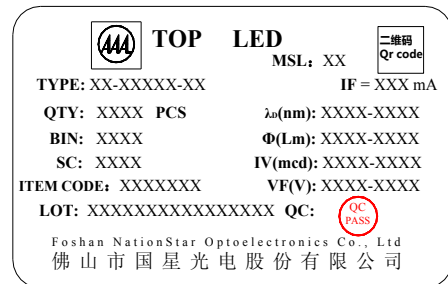 TOP LED
二维码
Qr code
MSL: XX
TYPE: XX-XXXXX-XX
IF = XXX mA
QTY: XXXX PCS
λD(nm): XXXX-XXXX
BIN: XXXX
Φ(Lm): XXXX-XXXX
SC: XXXX
IV(mcd): XXXX-XXXX
ITEM CODE: XXXXXXX
VF(V): XXXX-XXXX
LOT: XXXXXXXXXXXXXXXX QC:
QC
PASS
Foshan NationStar Optoelectronics Co., Ltd
佛山市国星光电股份有限公司